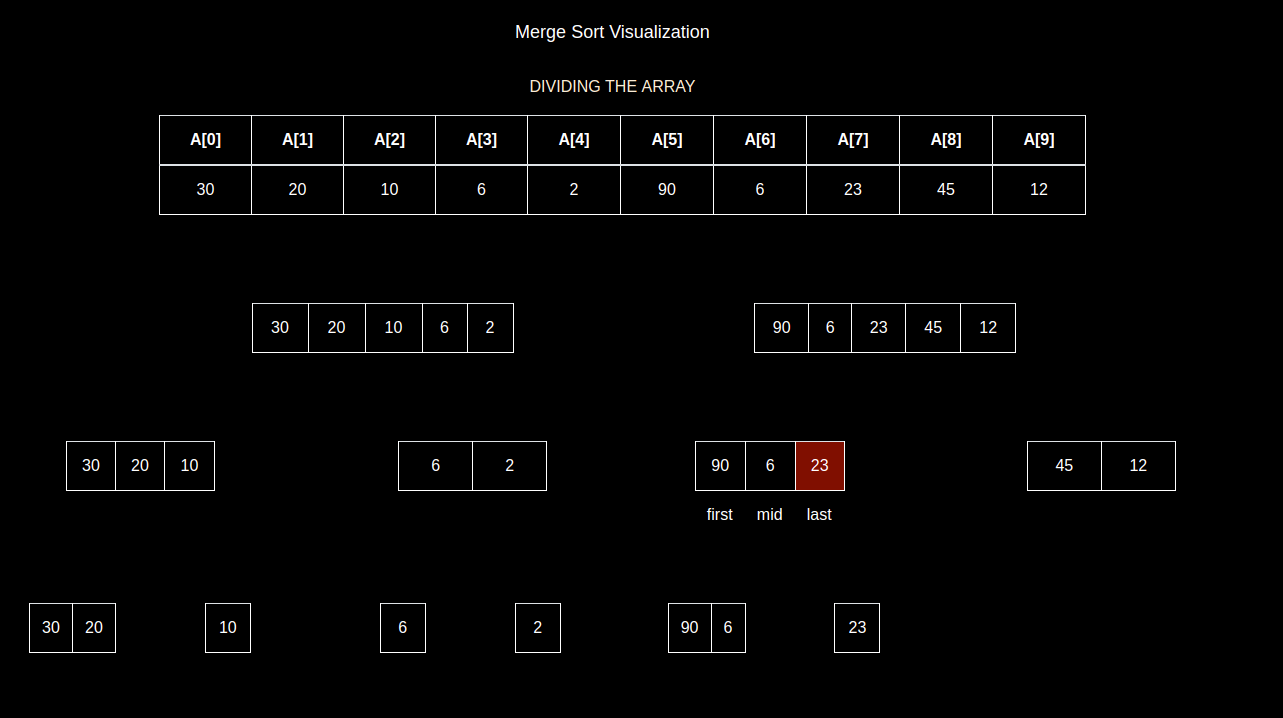 Merge Sort Visualization
DIVIDING THE ARRAY
A[0] A[1] A[2] A[3] A[4] A[5] A[6] A[7] A[8] A[9]
30 20 10 6 2 90 6 23 45 12
30 20 10 6 2 90 6 23 45 12
30 20 10 6 2 90 6 23 45 12
first mid last
30 20 10 6 2 90 6 23